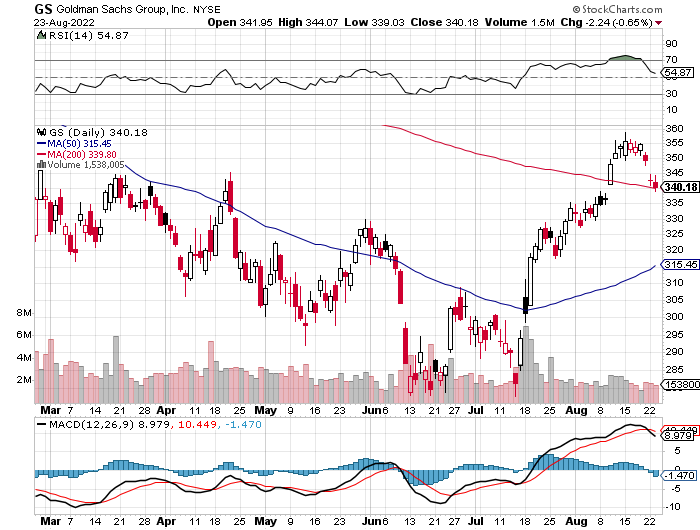 GS Goldman Sachs Group, Inc. NYSE © StockCharts.com
23-Aug-2022 Open 341.95 High 344.07 Low 339.03 Close 340.18 Volume 1.5M Chg -2.24 (-0.65%)
RSI(14) 54.87
90
70
54.87
30
10
GS (Daily) 340.18
MA(50) 315.45
MA(200) 339.80
Volume 1,538,005
360
355
350
345
340.18
335
330
325
320
315.45
310
305
300
295
290
285
8M
6M
4M
2M
153800
Mar 7 14 21 28 Apr 11 18 25 May 9 16 23 Jun 6 13 21 27 Jul 11 18 25 Aug 8 15 22
MACD(12,26,9) 8.979, 10.449, -1.470
8.979
5
0
-1.470
-5
-10
Mar 7 14 21 28 Apr 11 18 25 May 9 16 23 Jun 6 13 21 27 Jul 11 18 25 Aug 8 15 22